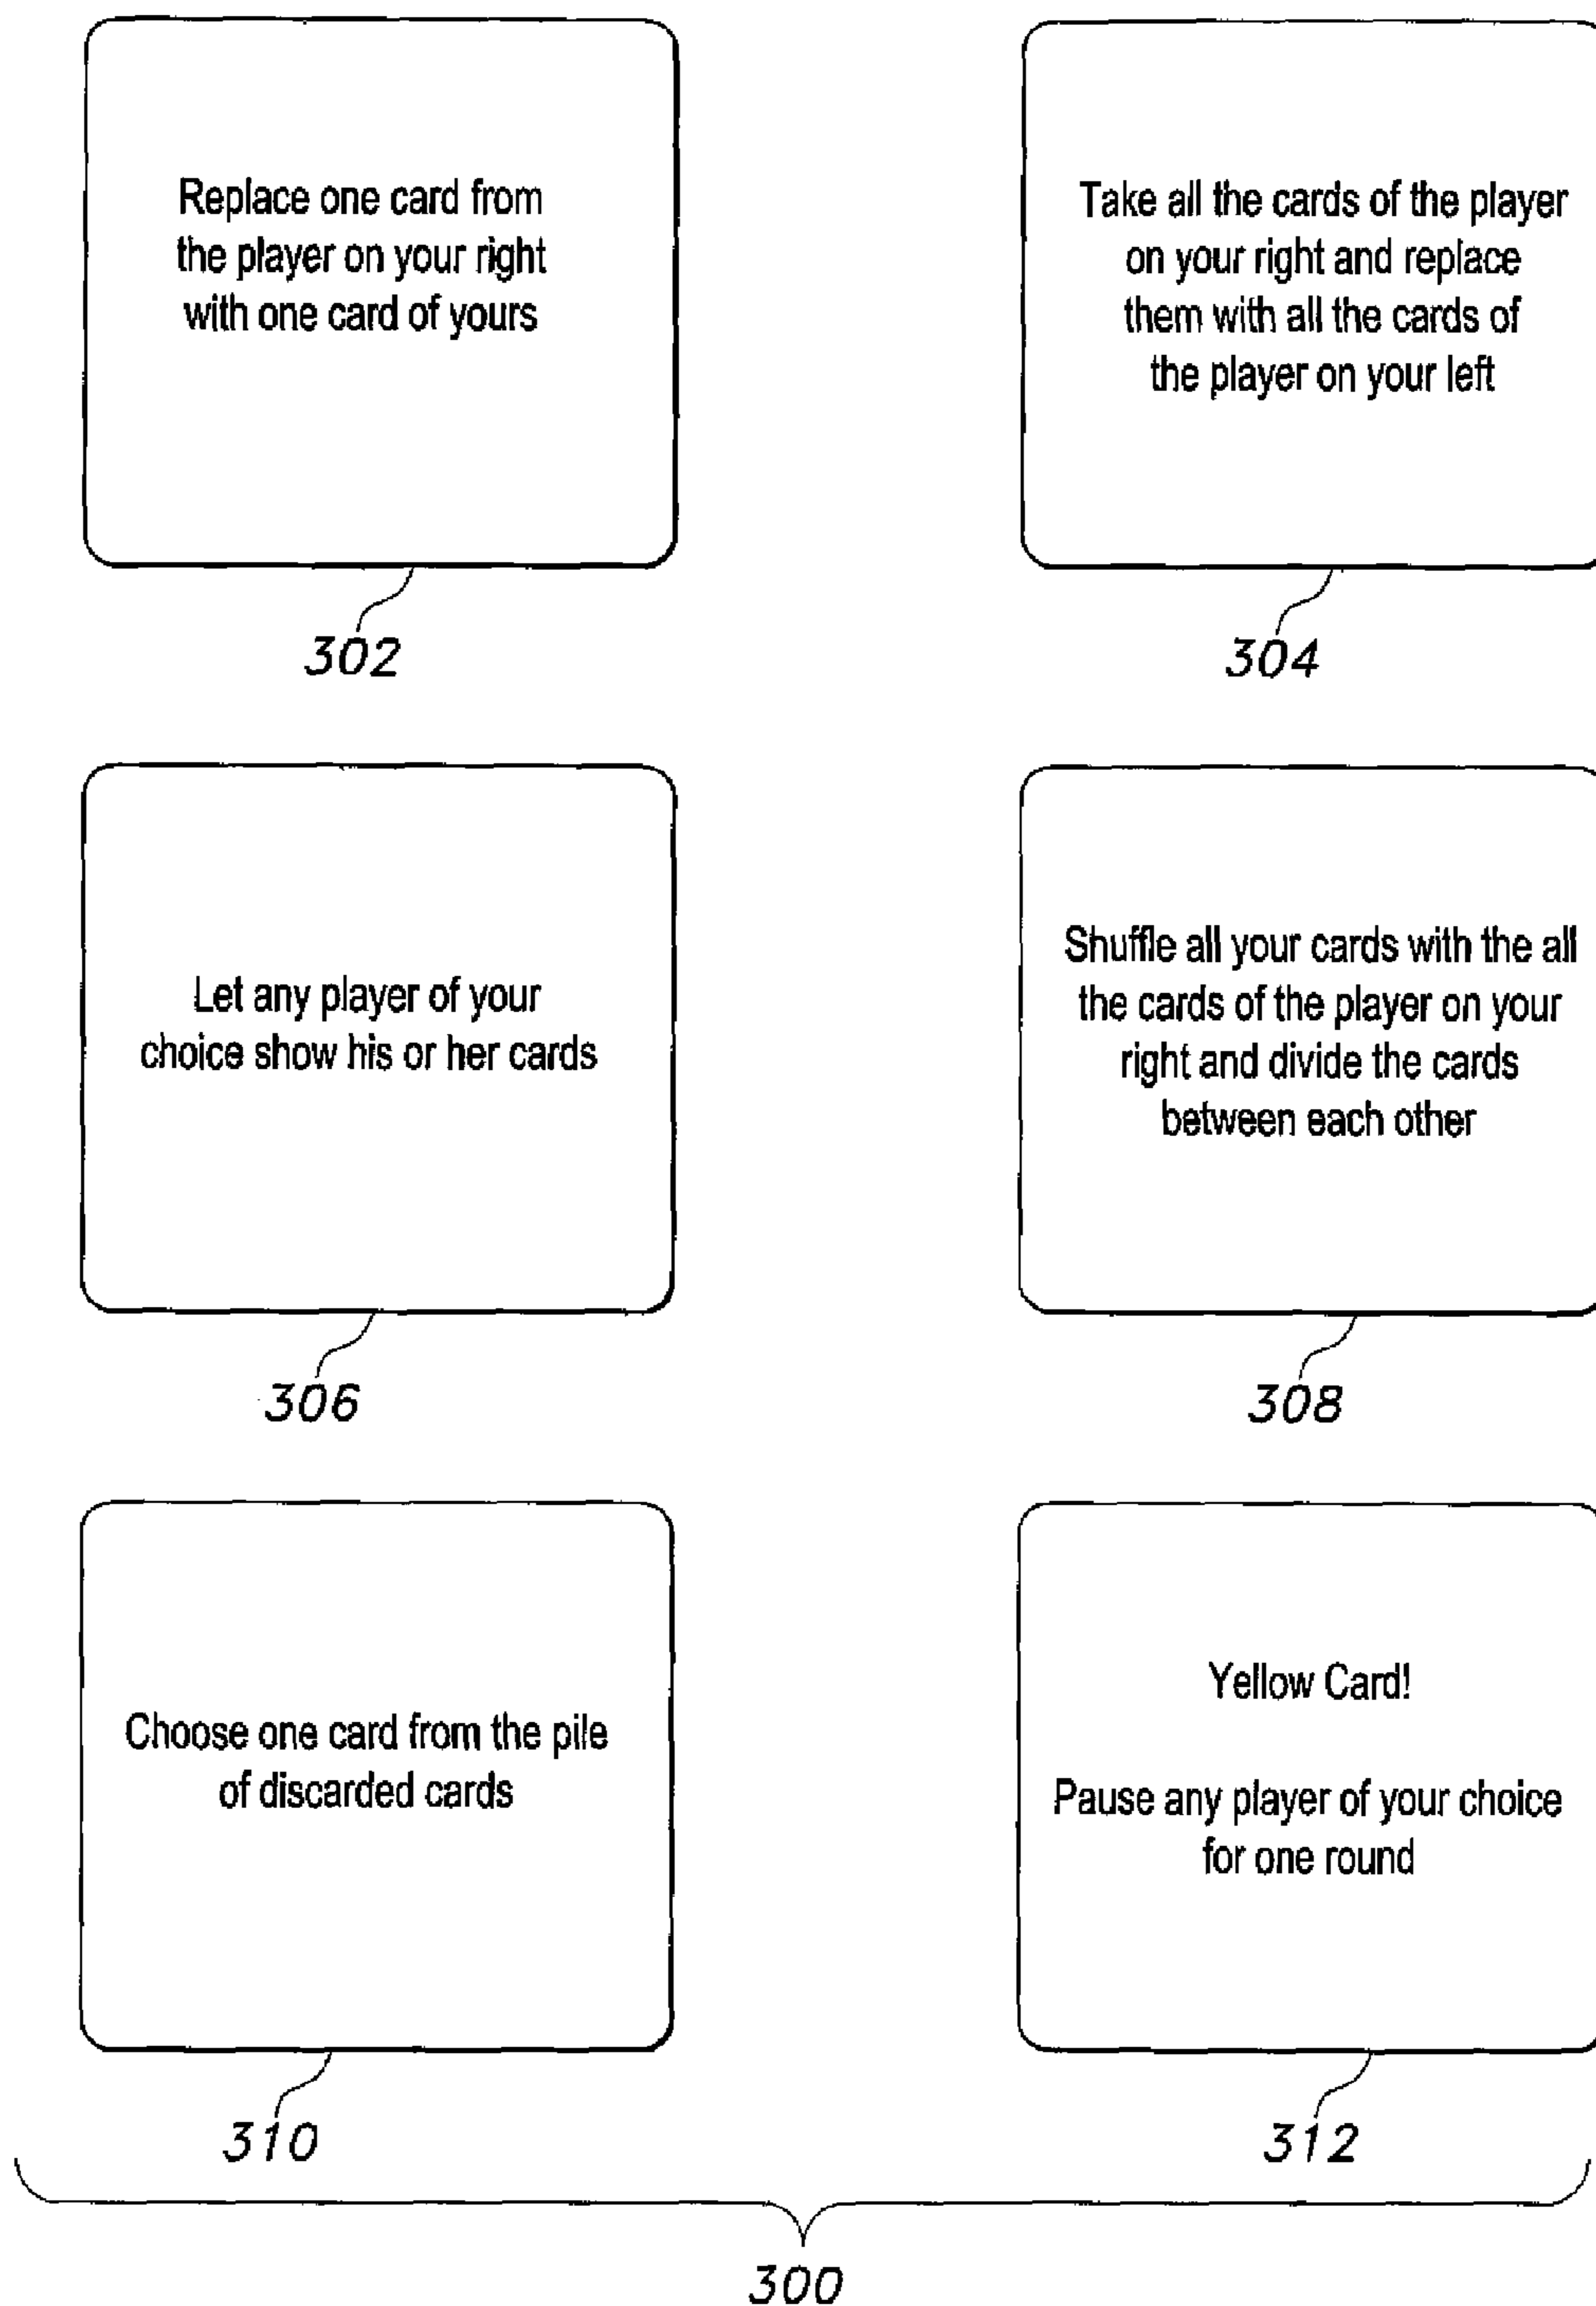 Replace one card from
the player on your right
with one card of yours
302
Take all the cards of the player
on your right and replace
them with all the cards of
the player on your left
304
Let any player of your
choice show his or her cards
306
Shuffle all your cards with the all
the cards of the player on your
right and divide the cards
between each other
308
Choose one card from the pile
of discarded cards
310
Yellow Card!
Pause any player of your choice
for one round
312
300